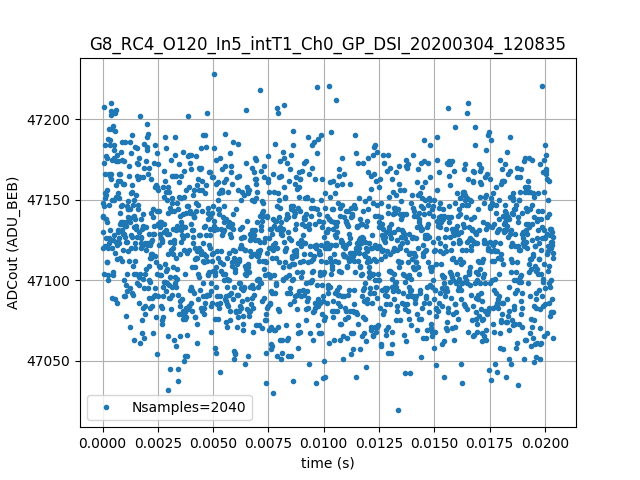 G8_RC4_O120_In5_intT1_Ch0_GP_DSI_20200304_120835
47200
47150
47100
47050
ADCout (ADU_BEB)
Nsamples=2040
0.0000 0.0025 0.0050 0.0075 0.0100 0.0125 0.0150 0.0175 0.0200
time (s)